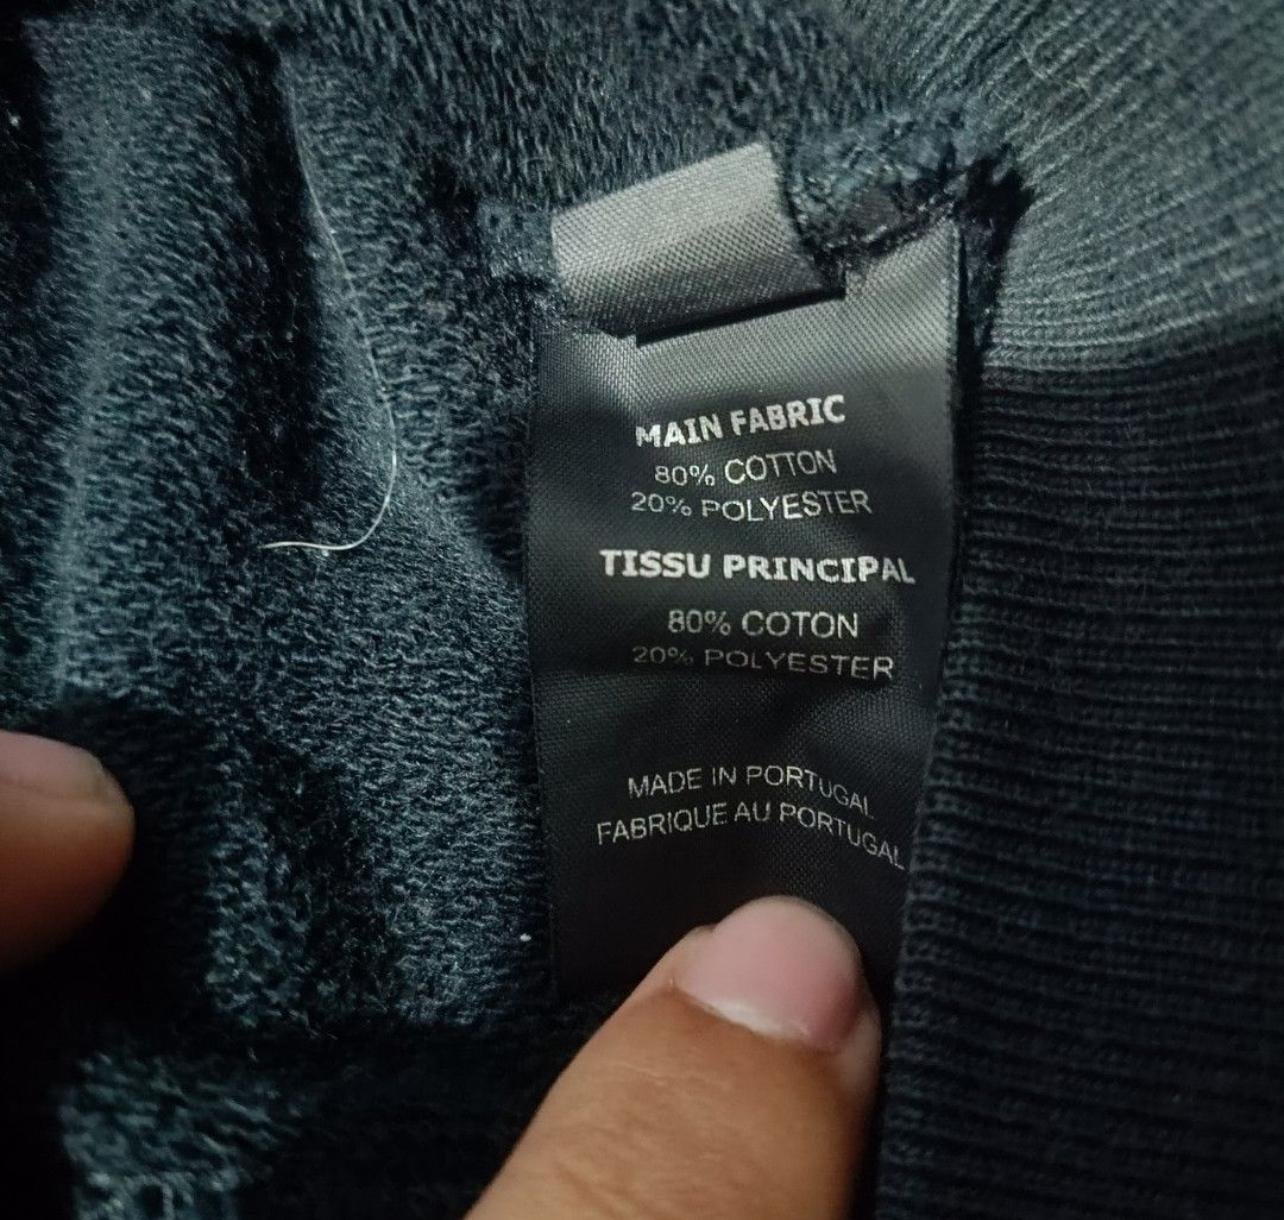 MAIN FABRIC
80% COTTON
20% POLYESTER
TISSU PRINCIPAL
80% COTON
20% POLYESTER
MADE IN PORTUGAL
FABRIQUE AU PORTUGAL